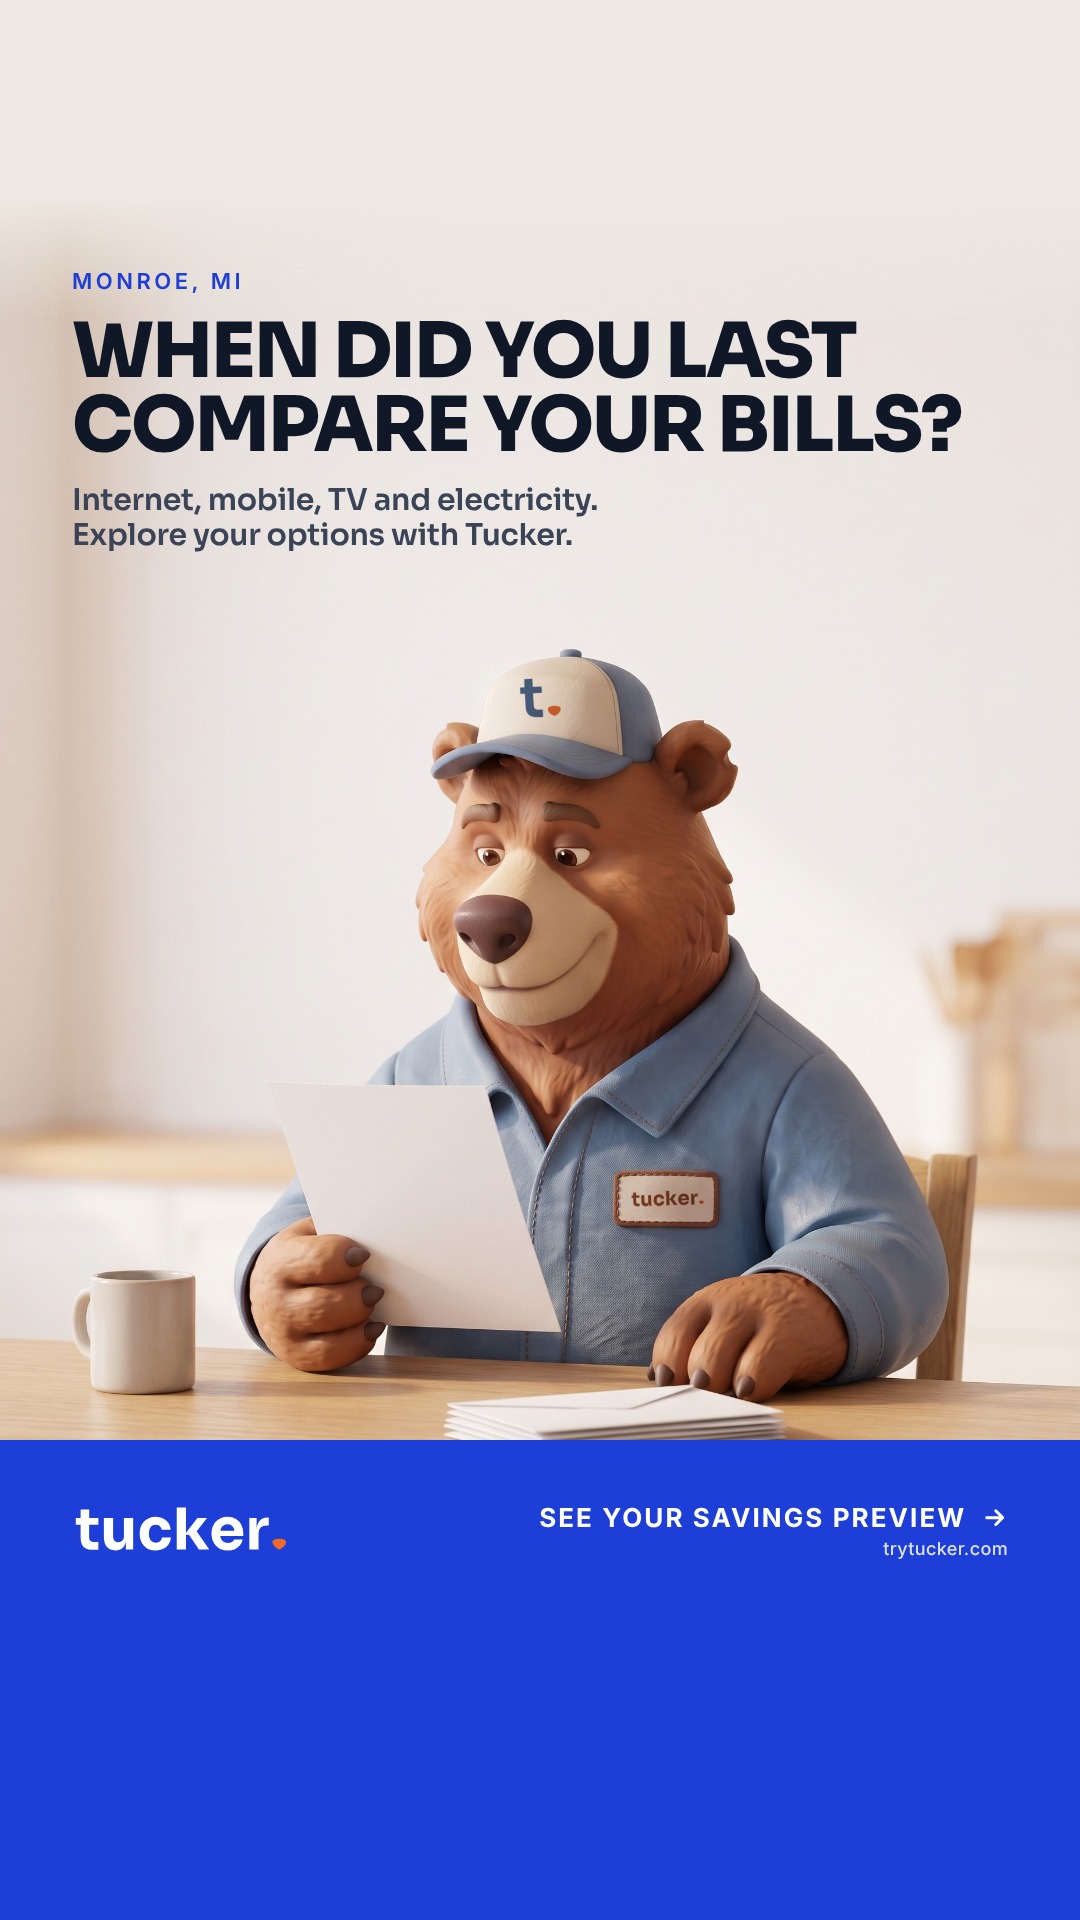 MONROE, MI
WHEN DID YOU LAST
COMPARE YOUR BILLS?
Internet, mobile, TV and electricity.
Explore your options with Tucker.
t.
tucker.
tucker.
SEE YOUR SAVINGS PREVIEW →
trytucker.com